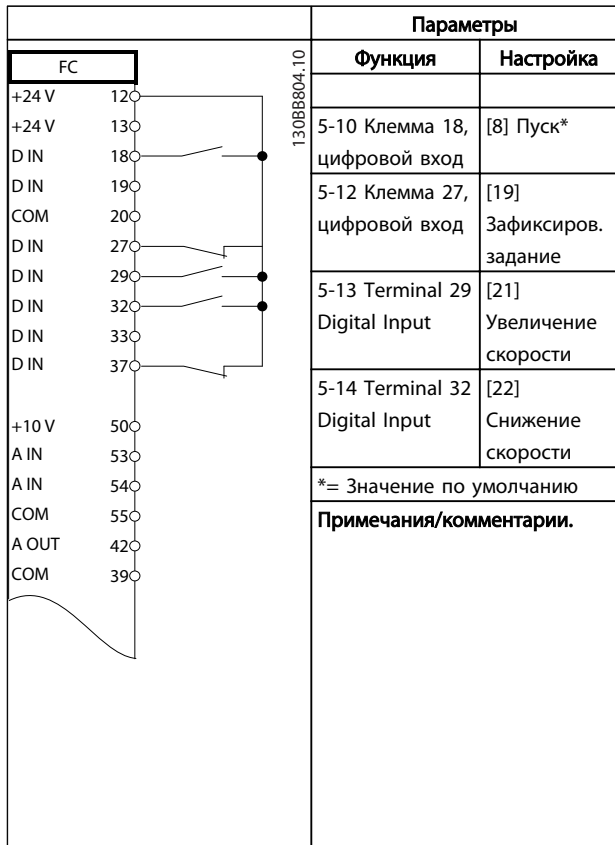 FC
+24 V 12
+24 V 13
D IN 18
D IN 19
COM 20
D IN 27
D IN 29
D IN 32
D IN 33
D IN 37
+10 V 50
A IN 53
A IN 54
COM 55
A OUT 42
COM 39
130BB804.10
Параметры
Функция Настройка
5-10 Клемма 18, [8] Пуск*
цифровой вход
5-12 Клемма 27, [19]
цифровой вход Зафиксиров.
задание
5-13 Terminal 29 [21]
Digital Input Увеличение
скорости
5-14 Terminal 32 [22]
Digital Input Снижение
скорости
*= Значение по умолчанию
Примечания/комментарии.